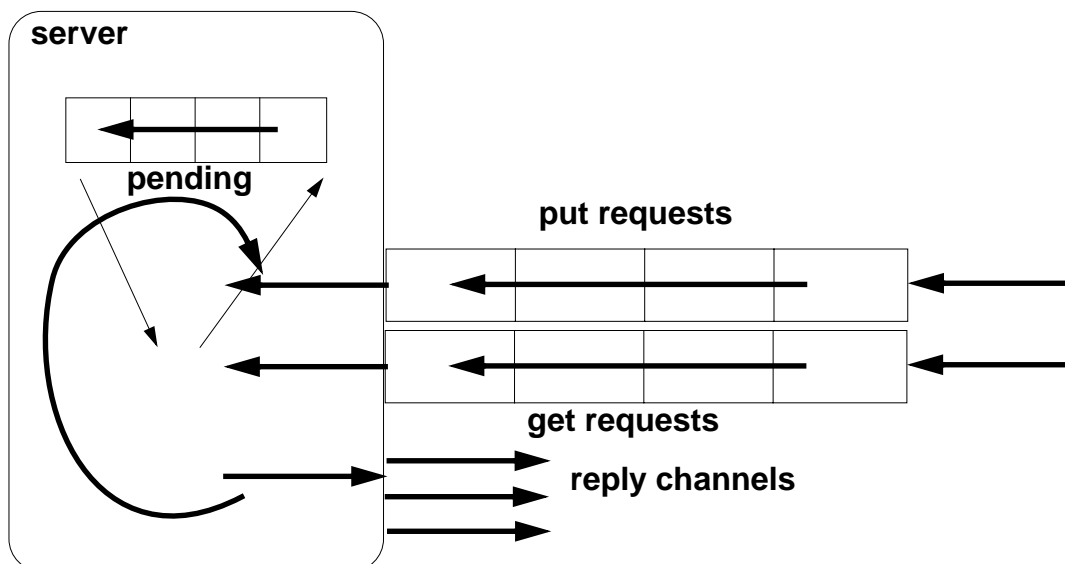 server
pending
put requests
get requests
reply channels